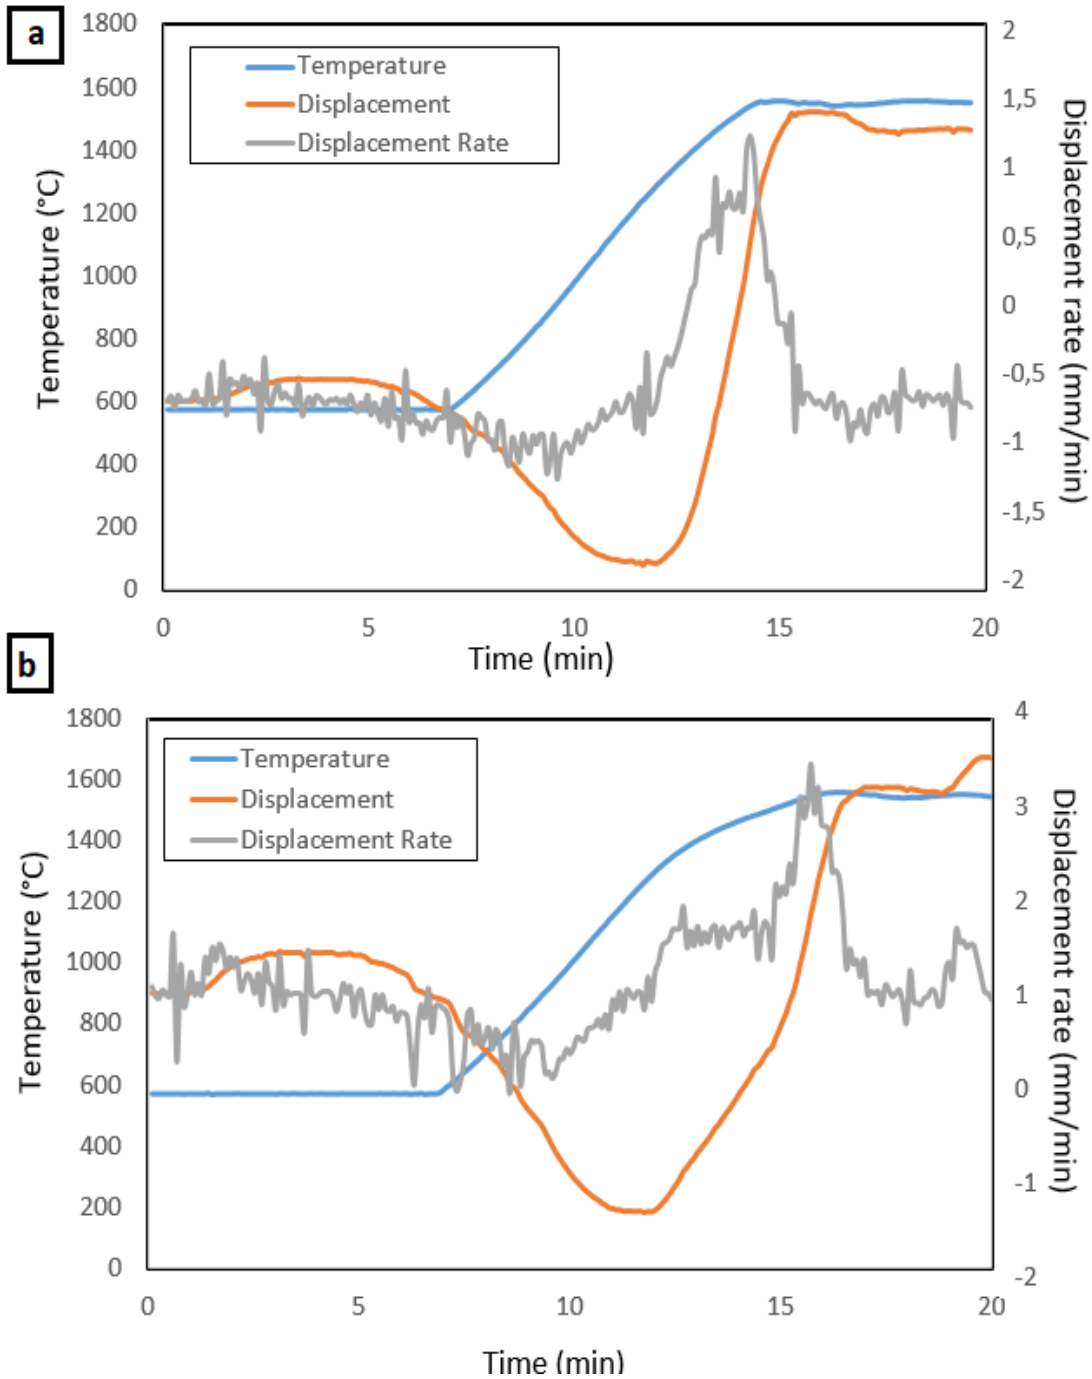 a
Temperature
Displacement
Displacement Rate
Temperature (°C)
1800
1600
1400
1200
1000
800
600
400
200
0
2
1,5
1
0,5
0
-0,5
-1
-1,5
-2
Displacement rate (mm/min)
0 5 10 15 20
Time (min)
b
Temperature
Displacement
Displacement Rate
Temperature (°C)
1800
1600
1400
1200
1000
800
600
400
200
0
4
3
2
1
0
-1
-2
Displacement rate (mm/min)
0 5 10 15 20
Time (min)